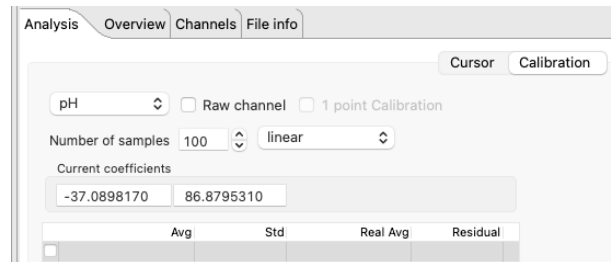 Analysis Overview Channels File info
Cursor Calibration
pH Raw channel 1 point Calibration
Number of samples 100 linear
Current coefficients
-37.0898170 86.8795310
Avg Std Real Avg Residual